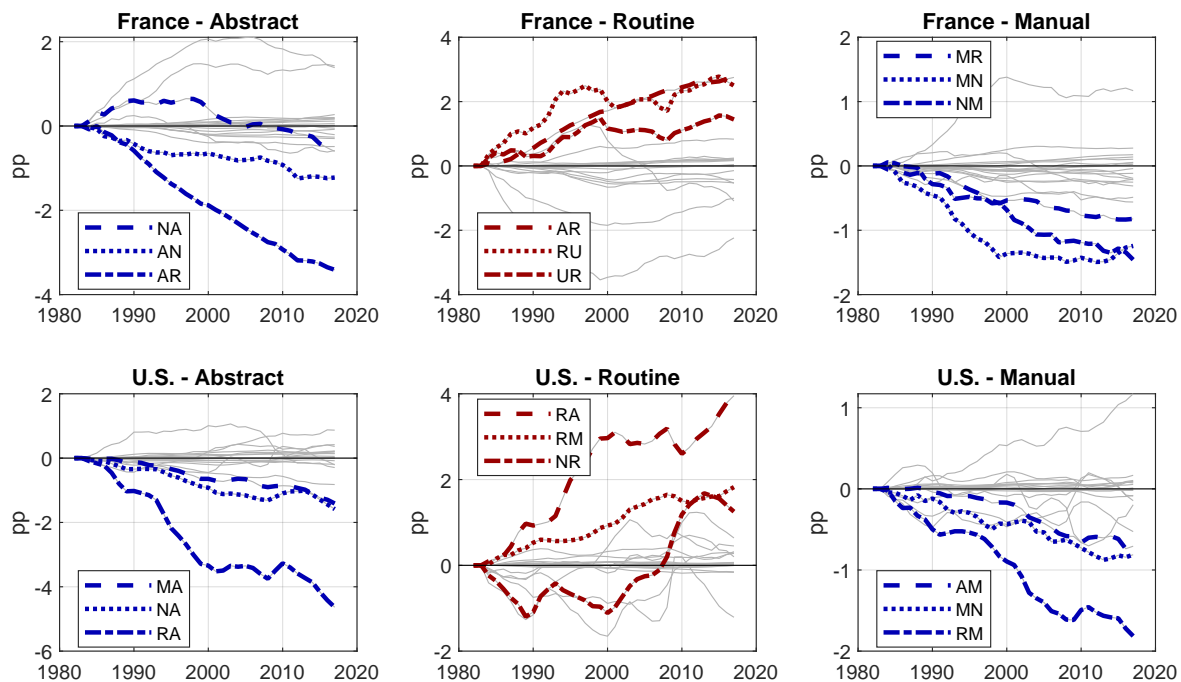 France - Abstract
2
0
-2
-4
pp
NA
AN
AR
1980 1990 2000 2010 2020
France - Routine
4
2
0
-2
-4
pp
AR
RU
UR
1980 1990 2000 2010 2020
France - Manual
2
1
0
-1
-2
pp
MR
MN
NM
1980 1990 2000 2010 2020
U.S. - Abstract
2
0
-2
-4
-6
pp
MA
NA
RA
1980 1990 2000 2010 2020
U.S. - Routine
4
2
0
-2
pp
RA
RM
NR
1980 1990 2000 2010 2020
U.S. - Manual
1
0
-1
-2
pp
AM
MN
RM
1980 1990 2000 2010 2020